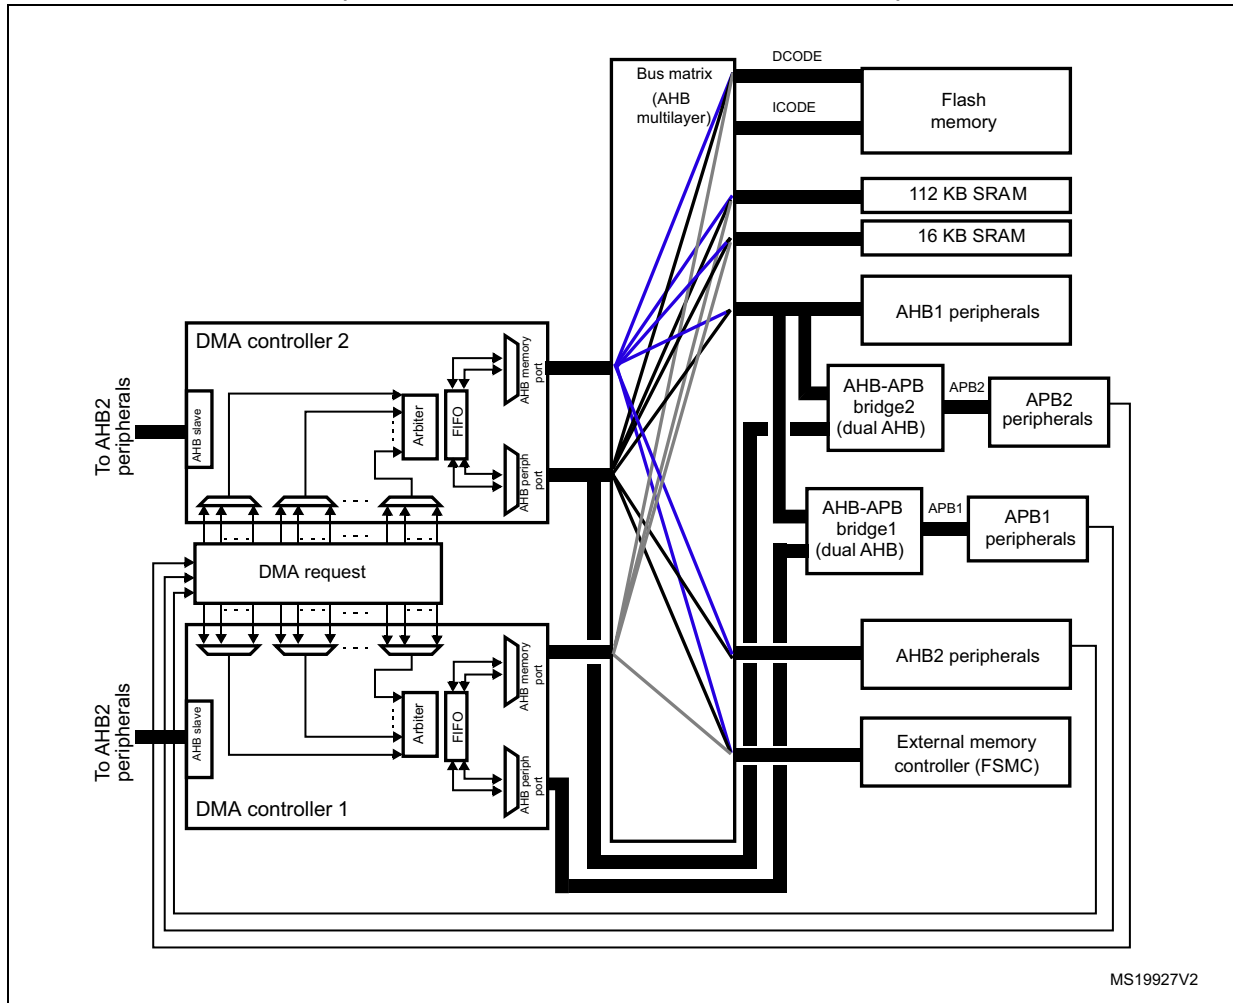 Bus matrix
(AHB
multilayer)
DCODE
ICODE
Flash
memory
112 KB SRAM
16 KB SRAM
AHB1 peripherals
DMA controller 2
To AHB2
peripherals
AHB slave
Arbiter
FIFO
AHB memory
port
AHB periph
port
AHB-APB
bridge2
(dual AHB)
APB2
APB2
peripherals
AHB-APB
bridge1
(dual AHB)
APB1
APB1
peripherals
DMA request
To AHB2
peripherals
AHB slave
Arbiter
FIFO
AHB memory
port
AHB periph
port
DMA controller 1
AHB2 peripherals
External memory
controller (FSMC)
MS19927V2